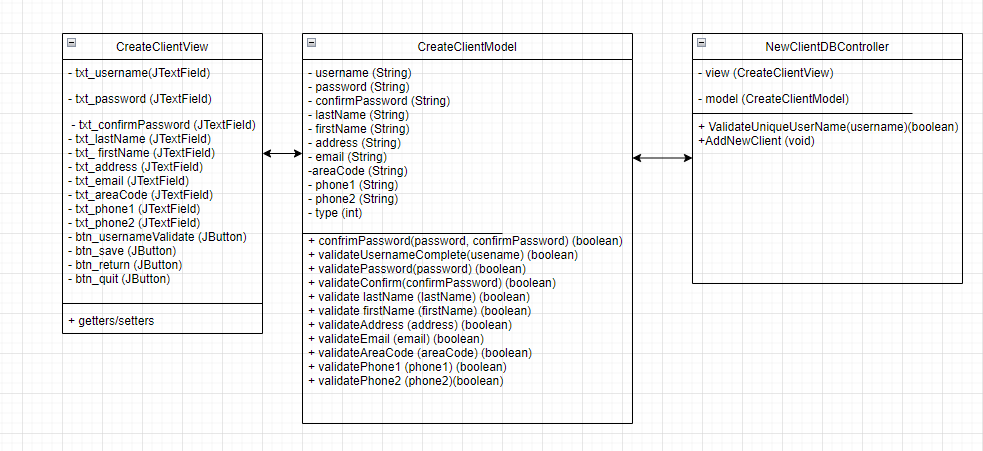 CreateClientView
- txt_username(JTextField)
- txt_password (JTextField)
- txt_confirmPassword (JTextField)
- txt_lastName (JTextField)
- txt_ firstName (JTextField)
- txt_address (JTextField)
- txt_email (JTextField)
- txt_areaCode (JTextField)
- txt_phone1 (JTextField)
- txt_phone2 (JTextField)
- btn_usernameValidate (JButton)
- btn_save (JButton)
- btn_return (JButton)
- btn_quit (JButton)
+ getters/setters
CreateClientModel
- username (String)
- password (String)
- confirmPassword (String)
- lastName (String)
- firstName (String)
- address (String)
- email (String)
-areaCode (String)
- phone1 (String)
- phone2 (String)
- type (int)
+ confrimPassword(password, confirmPassword) (boolean)
+ validateUsernameComplete(usename) (boolean)
+ validatePassword(password) (boolean)
+ validateConfirm(confirmPassword) (boolean)
+ validate lastName (lastName) (boolean)
+ validate firstName (firstName) (boolean)
+ validateAddress (address) (boolean)
+ validateEmail (email) (boolean)
+ validateAreaCode (areaCode) (boolean)
+ validatePhone1 (phone1) (boolean)
+ validatePhone2 (phone2)(boolean)
NewClientDBController
- view (CreateClientView)
- model (CreateClientModel)
+ ValidateUniqueUserName(username)(boolean)
+AddNewClient (void)